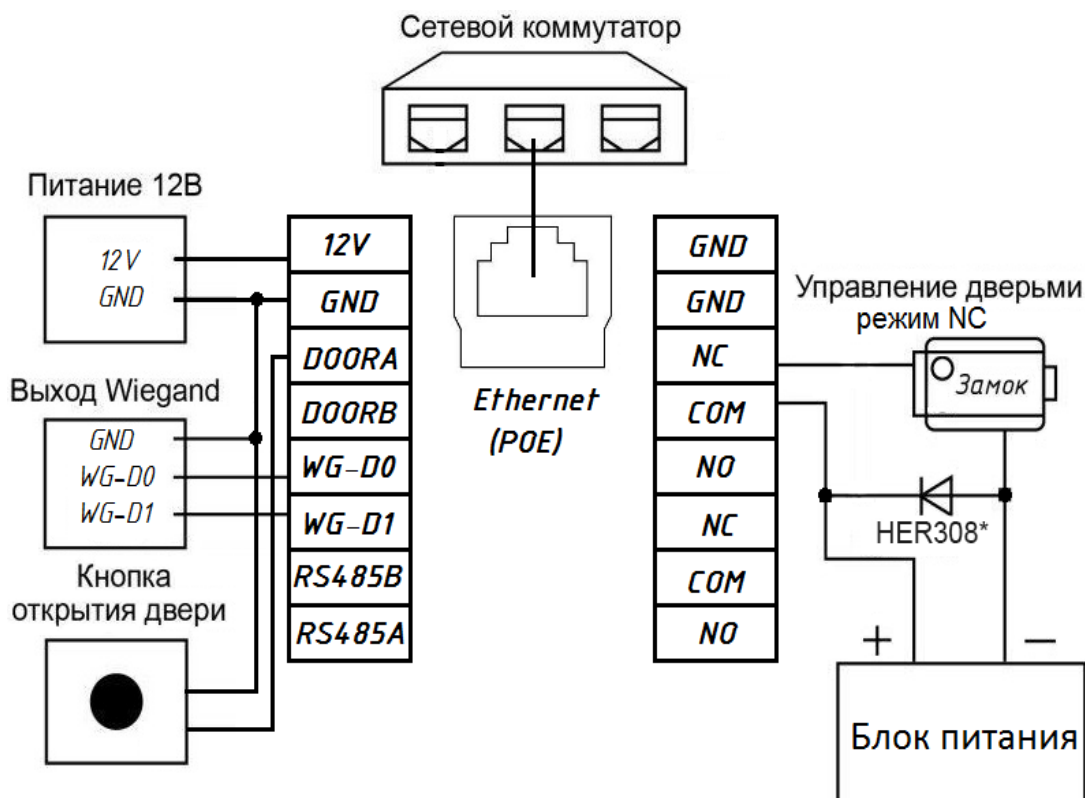 Сетевой коммутатор
Питание 12В
12V
GND
Выход Wiegand
GND
WG-D0
WG-D1
Кнопка
открытия двери
12V
GND
DOORA
DOORB
WG-D0
WG-D1
RS485B
RS485A
Ethernet
(POE)
GND
GND
NC
COM
NO
NC
COM
NO
Управление дверьми
режим NC
Замок
HER308*
+ −
Блок питания